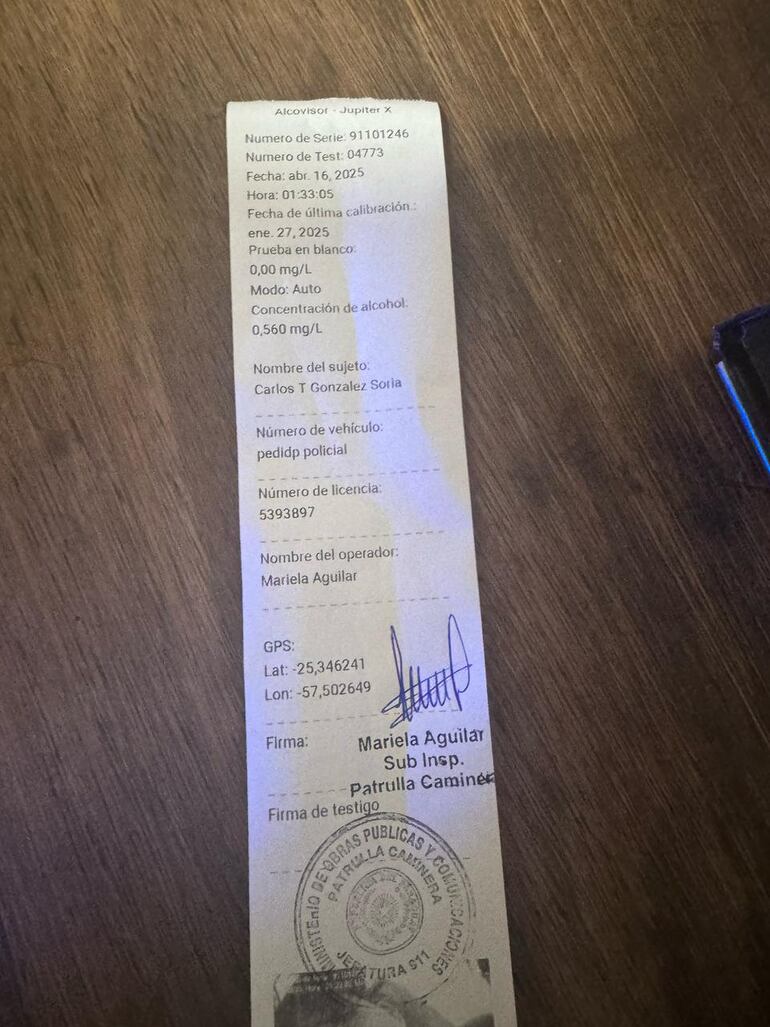 Alcovisor - Jupiter X
Numero de Serie: 91101246
Numero de Test: 04773
Fecha: abr. 16, 2025
Hora: 01:33:05
Fecha de última calibración.:
ene. 27, 2025
Prueba en blanco:
0,00 mg/L
Modo: Auto
Concentración de alcohol:
0,560 mg/L
Nombre del sujeto:
Carlos T Gonzalez Soria
Número de vehículo:
pedidp policial
Número de licencia:
5393897
Nombre del operador:
Mariela Aguilar
GPS:
Lat: -25,346241
Lon: -57,502649
Firma:
Mariela Aguilar
Sub Insp.
Patrulla Caminera
Firma de testigo
MINISTERIO DE OBRAS PUBLICAS Y COMUNICACIONES
PATRULLA CAMINERA
JEFATURA